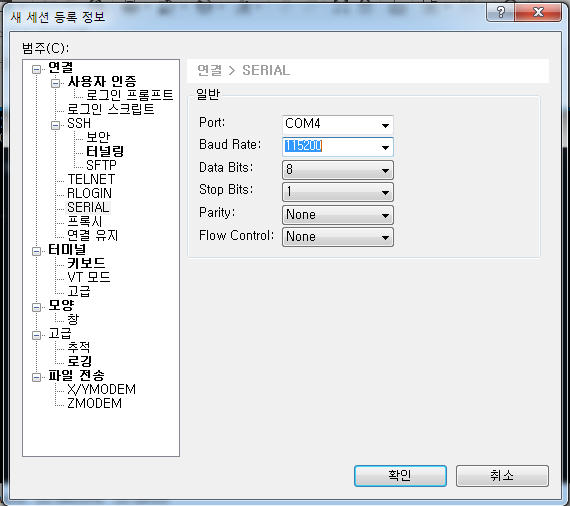 새 세션 등록 정보
범주(C):
연결
사용자 인증
로그인 프롬프트
로그인 스크립트
SSH
보안
터널링
SFTP
TELNET
RLOGIN
SERIAL
프록시
연결 유지
터미널
키보드
VT 모드
고급
모양
창
고급
추적
로깅
파일 전송
X/YMODEM
ZMODEM
연결 > SERIAL
일반
Port: COM4
Baud Rate: 115200
Data Bits: 8
Stop Bits: 1
Parity: None
Flow Control: None
확인 취소